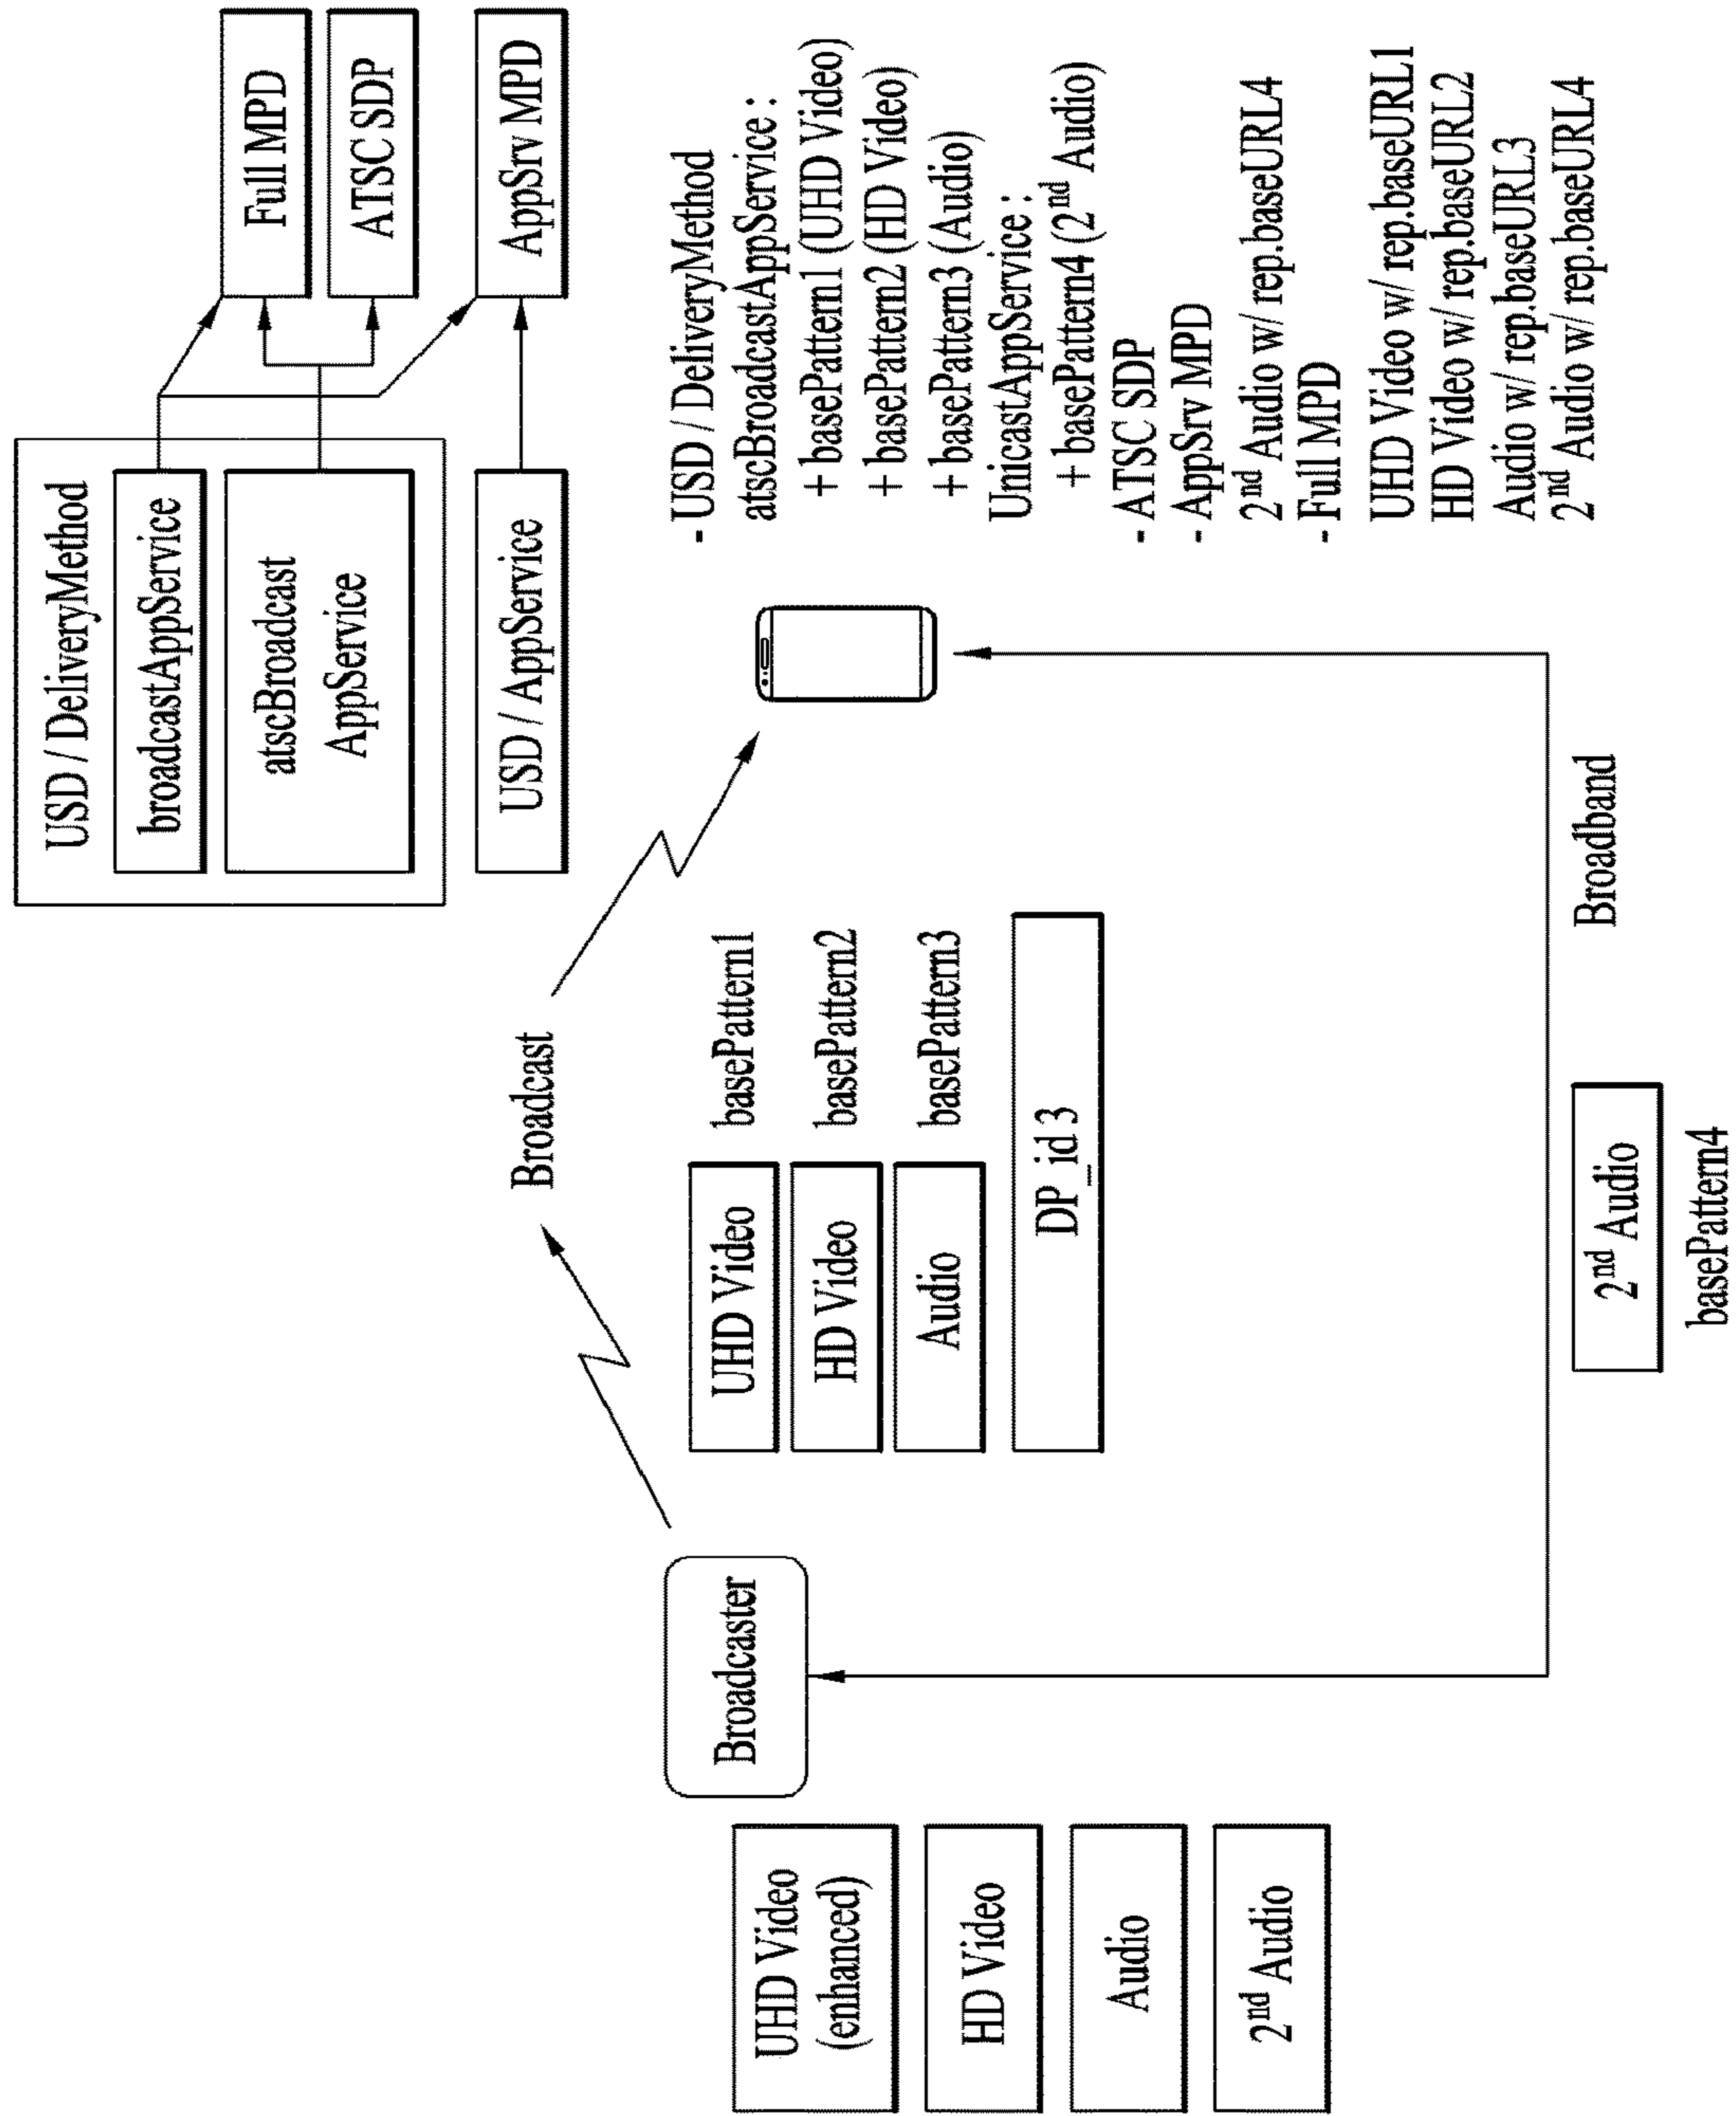 USD / DeliveryMethod
broadcastAppService
atscBroadcast
AppService
USD / AppService
Full MPD
ATSC SDP
AppSrv MPD
Broadcast
UHD Video
(enhanced)
HD Video
Audio
2nd Audio
Broadcaster
UHD Video
basePattern1
HD Video
basePattern2
Audio
basePattern3
DP_id 3
- USD / DeliveryMethod
atscBroadcastAppService :
+ basePattern1 (UHD Video)
+ basePattern2 (HD Video)
+ basePattern3 (Audio)
UnicastAppService :
+ basePattern4 (2nd Audio)
- ATSC SDP
- AppSrv MPD
2nd Audio w/ rep.baseURL4
- Full MPD
UHD Video w/ rep.baseURL1
HD Video w/ rep.baseURL2
Audio w/ rep.baseURL3
2nd Audio w/ rep.baseURL4
Broadband
2nd Audio
basePattern4